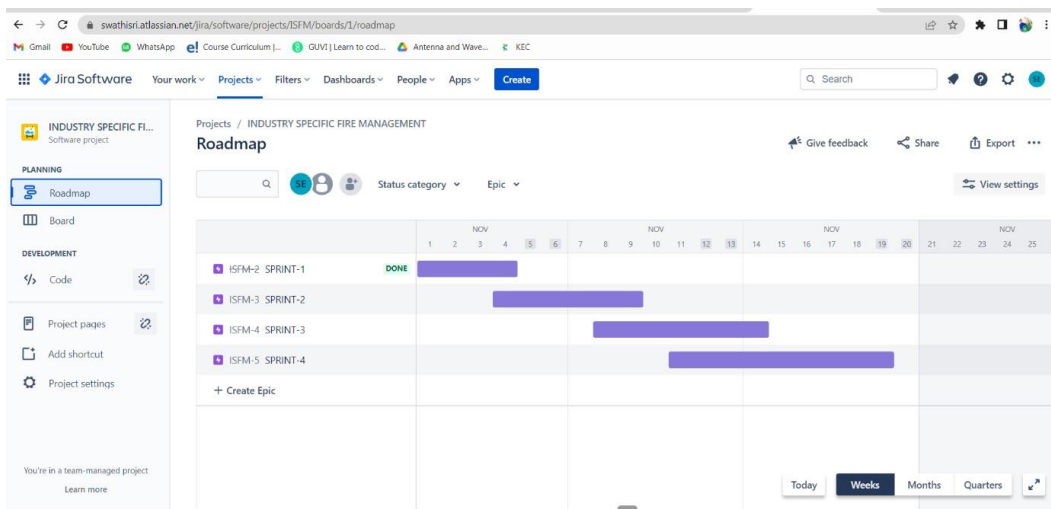 swathisri.atlassian.net/jira/software/projects/ISFM/boards/1/roadmap
Gmail YouTube WhatsApp Course Curriculum |... GUVI | Learn to cod... Antenna and Wave... KEC
Jira Software Your work Projects Filters Dashboards People Apps Create Search SE
INDUSTRY SPECIFIC FI...
Software project
PLANNING
Roadmap
Board
DEVELOPMENT
Code
Project pages
Add shortcut
Project settings
You're in a team-managed project
Learn more
Projects / INDUSTRY SPECIFIC FIRE MANAGEMENT
Roadmap
Give feedback Share Export
SE Status category Epic View settings
NOV NOV NOV NOV
1 2 3 4 5 6 7 8 9 10 11 12 13 14 15 16 17 18 19 20 21 22 23 24 25
ISFM-2 SPRINT-1 DONE
ISFM-3 SPRINT-2
ISFM-4 SPRINT-3
ISFM-5 SPRINT-4
+ Create Epic
Today Weeks Months Quarters